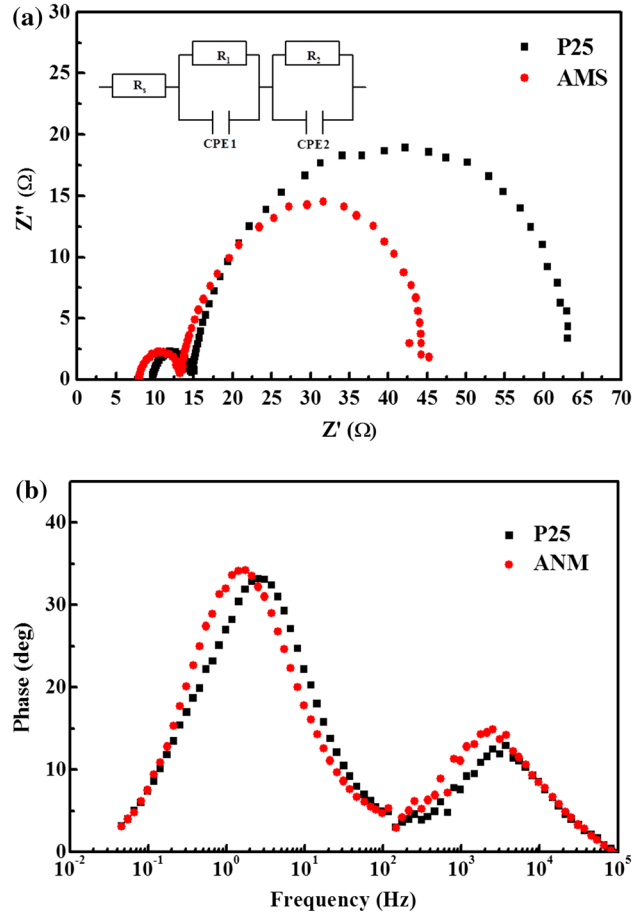 (a)
30
25
20
15
10
5
0
Z'' (Ω)
R1
R2
Rs
CPE1
CPE2
P25
AMS
0 5 10 15 20 25 30 35 40 45 50 55 60 65 70
Z' (Ω)
(b)
40
30
20
10
0
Phase (deg)
P25
ANM
10-2 10-1 100 101 102 103 104 105
Frequency (Hz)